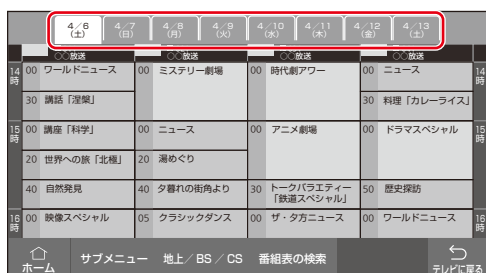 4/6 4/7 4/8 4/9 4/10 4/11 4/12 4/13
(土) (日) (月) (火) (水) (木) (金) (土)
○○放送 ○○放送 ○○放送 ○○放送
14時 00 ワールドニュース 00 ミステリー劇場 00 時代劇アワー 00 ニュース 14時
30 講話「涅槃」 30 料理「カレーライス」
15時 00 講座「科学」 00 ニュース 00 アニメ劇場 00 ドラマスペシャル 15時
20 世界への旅「北極」 20 湯めぐり
40 自然発見 40 夕暮れの街角より 30 トークバラエティー「鉄道スペシャル」 50 歴史探訪
16時 00 映像スペシャル 05 クラシックダンス 00 ザ・夕方ニュース 00 ワールドニュース 16時
ホーム サブメニュー 地上/BS/CS 番組表の検索 テレビに戻る